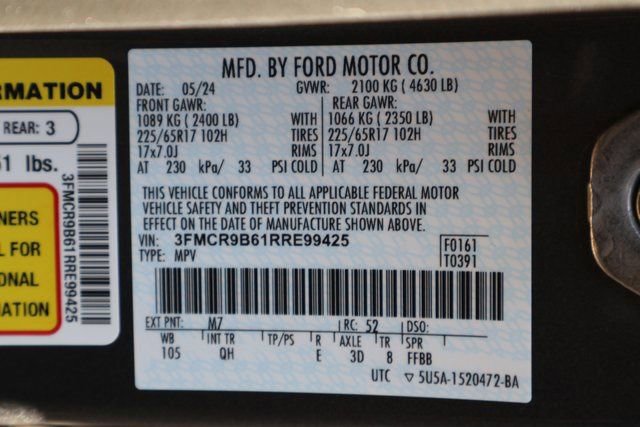 RMATION
REAR: 3
51 lbs.
NERS
L FOR
ONAL
ATION
3FMCR9B61RRE99425
MFD. BY FORD MOTOR CO.
DATE: 05/24 GVWR: 2100 KG ( 4630 LB)
FRONT GAWR: REAR GAWR:
1089 KG ( 2400 LB) WITH 1066 KG ( 2350 LB) WITH
225/65R17 102H TIRES 225/65R17 102H TIRES
17x7.0J RIMS 17x7.0J RIMS
AT 230 kPa/ 33 PSI COLD AT 230 kPa/ 33 PSI COLD
THIS VEHICLE CONFORMS TO ALL APPLICABLE FEDERAL MOTOR
VEHICLE SAFETY AND THEFT PREVENTION STANDARDS IN
EFFECT ON THE DATE OF MANUFACTURE SHOWN ABOVE.
VIN: 3FMCR9B61RRE99425 F0161
TYPE: MPV T0391
EXT PNT: M7 RC: 52 DSO:
WB INT TR TP/PS R AXLE TR SPR
105 QH E 3D 8 FFBB
UTC ▽ 5U5A-1520472-BA